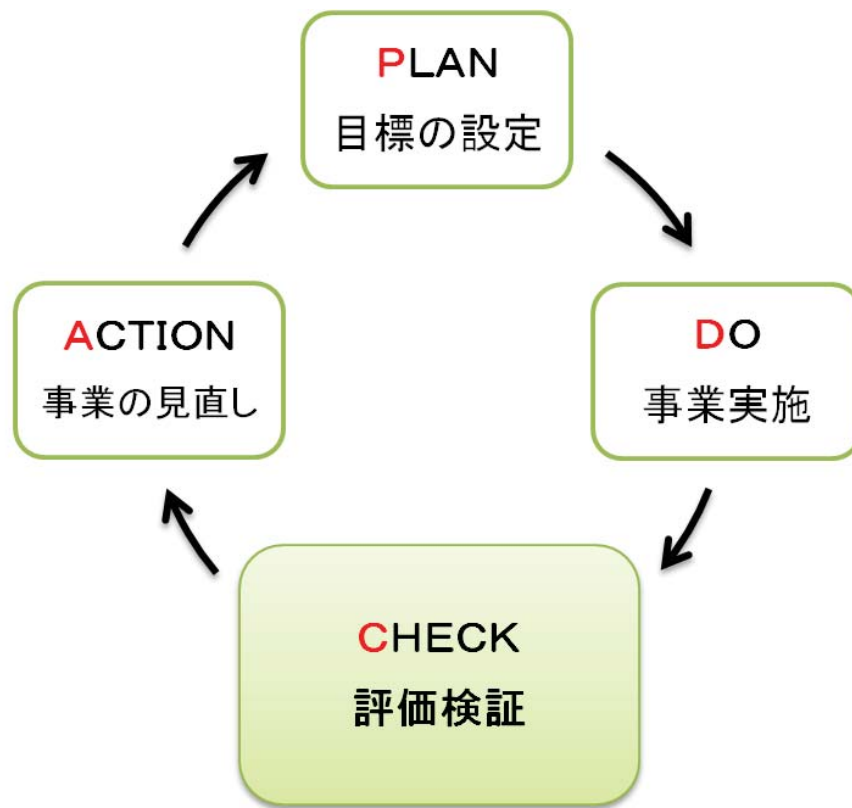 PLAN
目標の設定
DO
事業実施
CHECK
評価検証
ACTION
事業の見直し